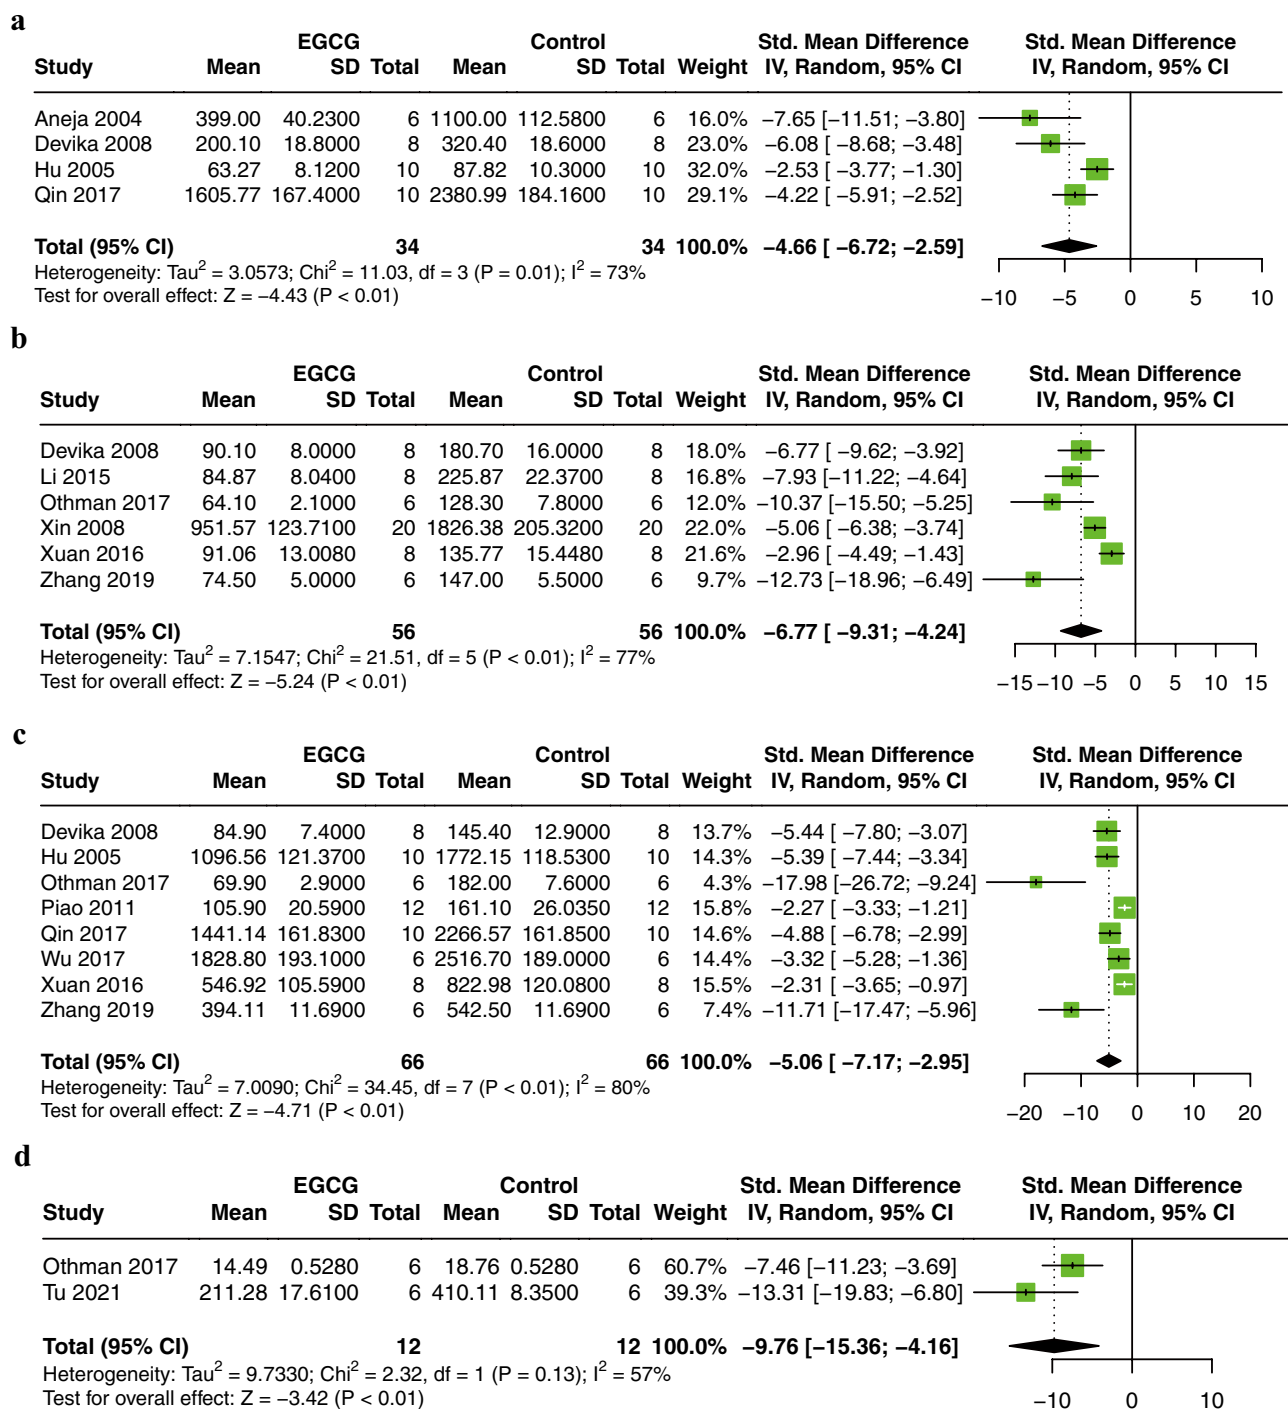 a
EGCG Control Std. Mean Difference Std. Mean Difference
Study Mean SD Total Mean SD Total Weight IV, Random, 95% CI IV, Random, 95% CI
Aneja 2004 399.00 40.2300 6 1100.00 112.5800 6 16.0% −7.65 [−11.51; −3.80]
Devika 2008 200.10 18.8000 8 320.40 18.6000 8 23.0% −6.08 [ −8.68; −3.48]
Hu 2005 63.27 8.1200 10 87.82 10.3000 10 32.0% −2.53 [ −3.77; −1.30]
Qin 2017 1605.77 167.4000 10 2380.99 184.1600 10 29.1% −4.22 [ −5.91; −2.52]
Total (95% CI) 34 34 100.0% −4.66 [ −6.72; −2.59]
Heterogeneity: Tau² = 3.0573; Chi² = 11.03, df = 3 (P = 0.01); I² = 73%
Test for overall effect: Z = −4.43 (P < 0.01)
−10 −5 0 5 10
b
EGCG Control Std. Mean Difference Std. Mean Difference
Study Mean SD Total Mean SD Total Weight IV, Random, 95% CI IV, Random, 95% CI
Devika 2008 90.10 8.0000 8 180.70 16.0000 8 18.0% −6.77 [ −9.62; −3.92]
Li 2015 84.87 8.0400 8 225.87 22.3700 8 16.8% −7.93 [−11.22; −4.64]
Othman 2017 64.10 2.1000 6 128.30 7.8000 6 12.0% −10.37 [−15.50; −5.25]
Xin 2008 951.57 123.7100 20 1826.38 205.3200 20 22.0% −5.06 [ −6.38; −3.74]
Xuan 2016 91.06 13.0080 8 135.77 15.4480 8 21.6% −2.96 [ −4.49; −1.43]
Zhang 2019 74.50 5.0000 6 147.00 5.5000 6 9.7% −12.73 [−18.96; −6.49]
Total (95% CI) 56 56 100.0% −6.77 [ −9.31; −4.24]
Heterogeneity: Tau² = 7.1547; Chi² = 21.51, df = 5 (P < 0.01); I² = 77%
Test for overall effect: Z = −5.24 (P < 0.01)
−15 −10 −5 0 5 10 15
c
EGCG Control Std. Mean Difference Std. Mean Difference
Study Mean SD Total Mean SD Total Weight IV, Random, 95% CI IV, Random, 95% CI
Devika 2008 84.90 7.4000 8 145.40 12.9000 8 13.7% −5.44 [ −7.80; −3.07]
Hu 2005 1096.56 121.3700 10 1772.15 118.5300 10 14.3% −5.39 [ −7.44; −3.34]
Othman 2017 69.90 2.9000 6 182.00 7.6000 6 4.3% −17.98 [−26.72; −9.24]
Piao 2011 105.90 20.5900 12 161.10 26.0350 12 15.8% −2.27 [ −3.33; −1.21]
Qin 2017 1441.14 161.8300 10 2266.57 161.8500 10 14.6% −4.88 [ −6.78; −2.99]
Wu 2017 1828.80 193.1000 6 2516.70 189.0000 6 14.4% −3.32 [ −5.28; −1.36]
Xuan 2016 546.92 105.5900 8 822.98 120.0800 8 15.5% −2.31 [ −3.65; −0.97]
Zhang 2019 394.11 11.6900 6 542.50 11.6900 6 7.4% −11.71 [−17.47; −5.96]
Total (95% CI) 66 66 100.0% −5.06 [ −7.17; −2.95]
Heterogeneity: Tau² = 7.0090; Chi² = 34.45, df = 7 (P < 0.01); I² = 80%
Test for overall effect: Z = −4.71 (P < 0.01)
−20 −10 0 10 20
d
EGCG Control Std. Mean Difference Std. Mean Difference
Study Mean SD Total Mean SD Total Weight IV, Random, 95% CI IV, Random, 95% CI
Othman 2017 14.49 0.5280 6 18.76 0.5280 6 60.7% −7.46 [−11.23; −3.69]
Tu 2021 211.28 17.6100 6 410.11 8.3500 6 39.3% −13.31 [−19.83; −6.80]
Total (95% CI) 12 12 100.0% −9.76 [−15.36; −4.16]
Heterogeneity: Tau² = 9.7330; Chi² = 2.32, df = 1 (P = 0.13); I² = 57%
Test for overall effect: Z = −3.42 (P < 0.01)
−10 0 10